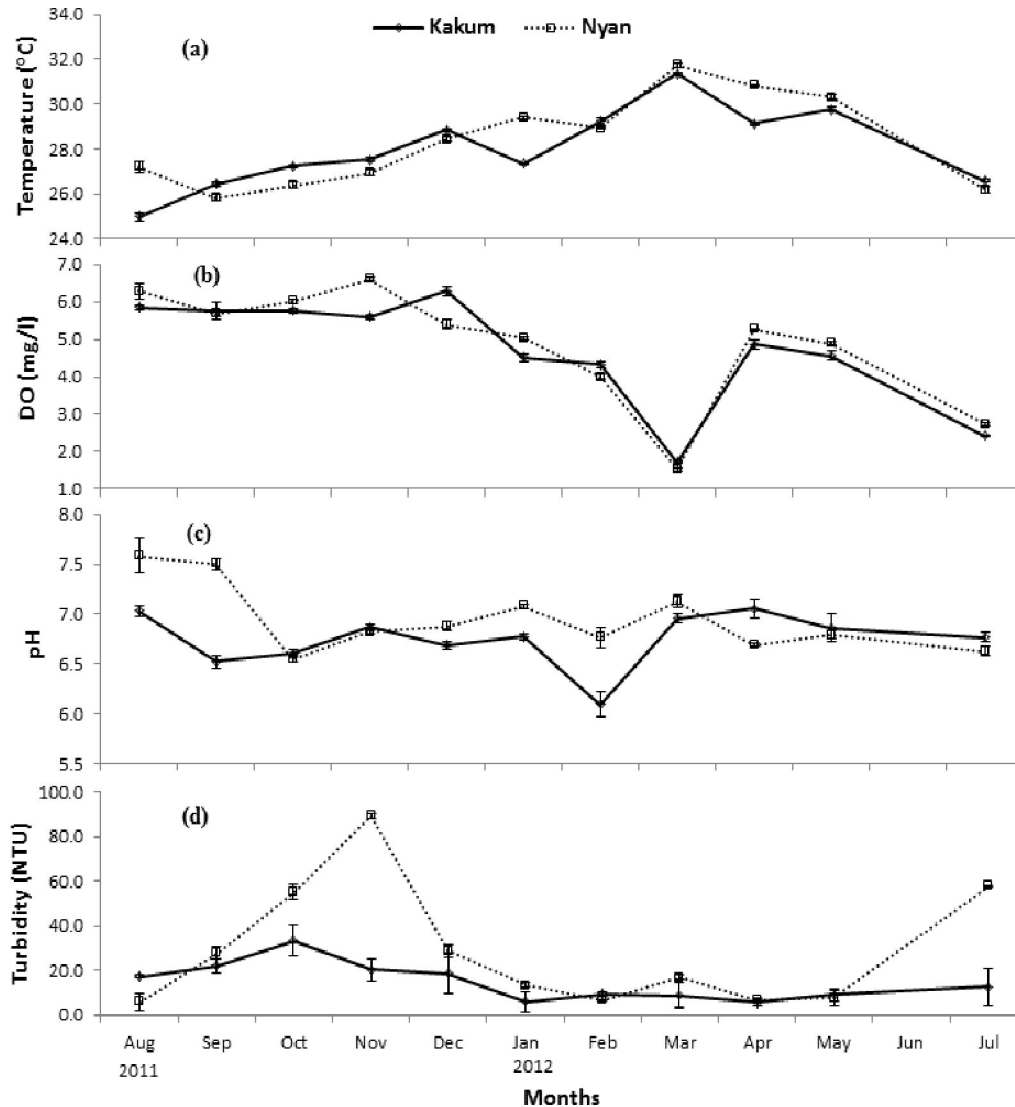 Kakum Nyan
(a)
Temperature (°C)
34.0
32.0
30.0
28.0
26.0
24.0
(b)
DO (mg/l)
7.0
6.0
5.0
4.0
3.0
2.0
1.0
(c)
pH
8.0
7.5
7.0
6.5
6.0
5.5
(d)
Turbidity (NTU)
100.0
80.0
60.0
40.0
20.0
0.0
Aug Sep Oct Nov Dec Jan Feb Mar Apr May Jun Jul
2011 2012
Months